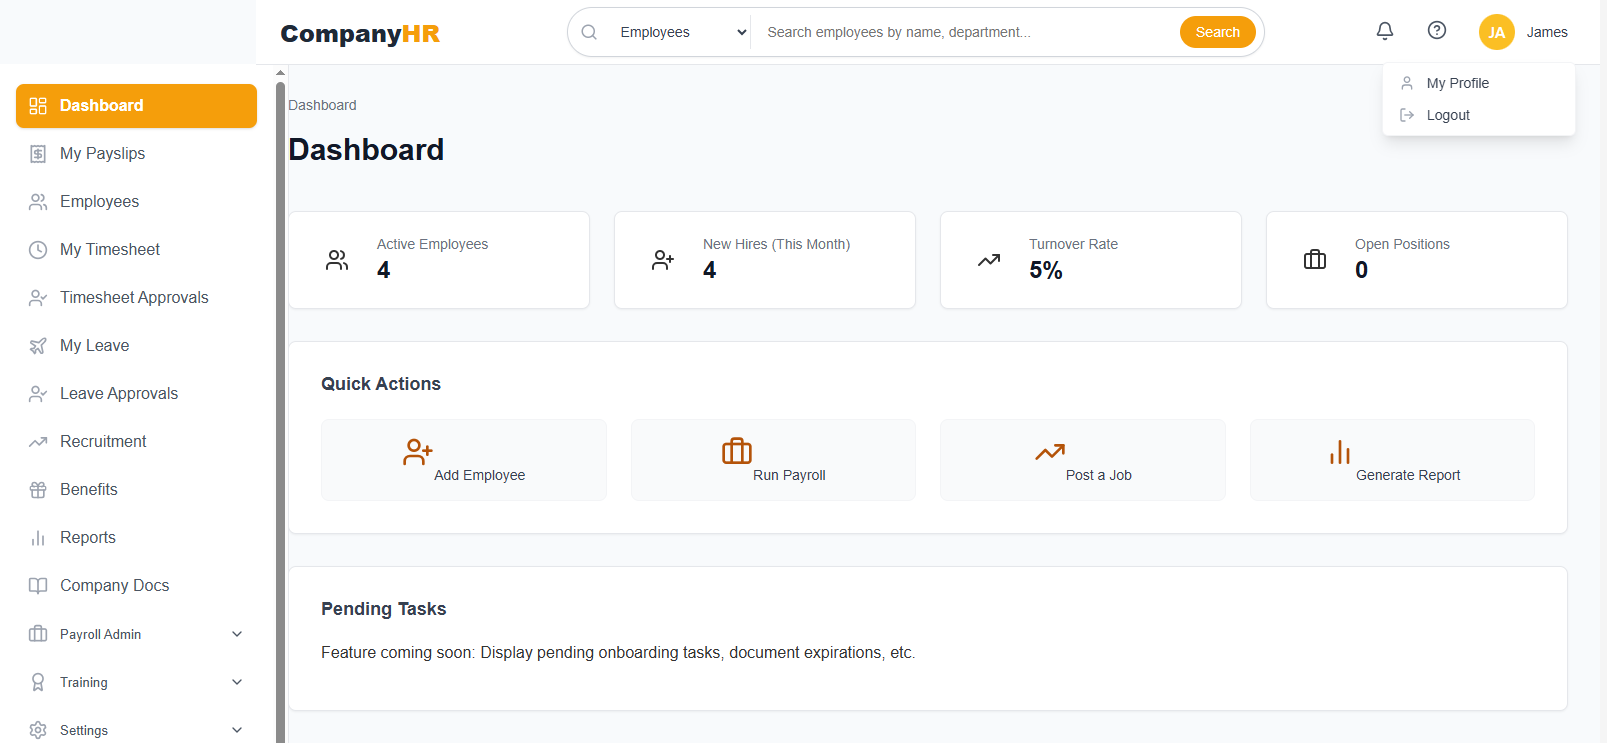 CompanyHR
Employees
Search employees by name, department...
Search
JA
James
My Profile
Logout
Dashboard
My Payslips
Employees
My Timesheet
Timesheet Approvals
My Leave
Leave Approvals
Recruitment
Benefits
Reports
Company Docs
Payroll Admin
Training
Settings
Dashboard
Dashboard
Active Employees
4
New Hires (This Month)
4
Turnover Rate
5%
Open Positions
0
Quick Actions
Add Employee
Run Payroll
Post a Job
Generate Report
Pending Tasks
Feature coming soon: Display pending onboarding tasks, document expirations, etc.